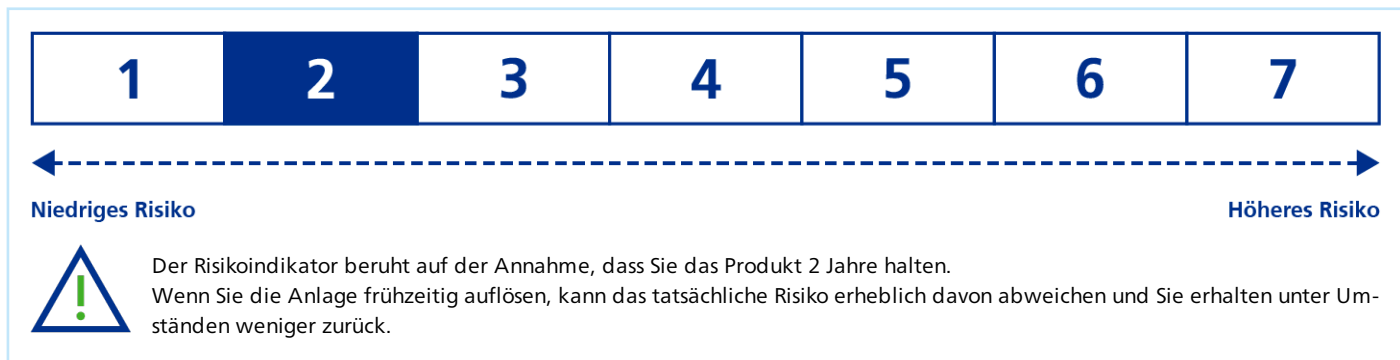 1 2 3 4 5 6 7
Niedriges Risiko Höheres Risiko
Der Risikoindikator beruht auf der Annahme, dass Sie das Produkt 2 Jahre halten.
Wenn Sie die Anlage frühzeitig auflösen, kann das tatsächliche Risiko erheblich davon abweichen und Sie erhalten unter Um-
ständen weniger zurück.